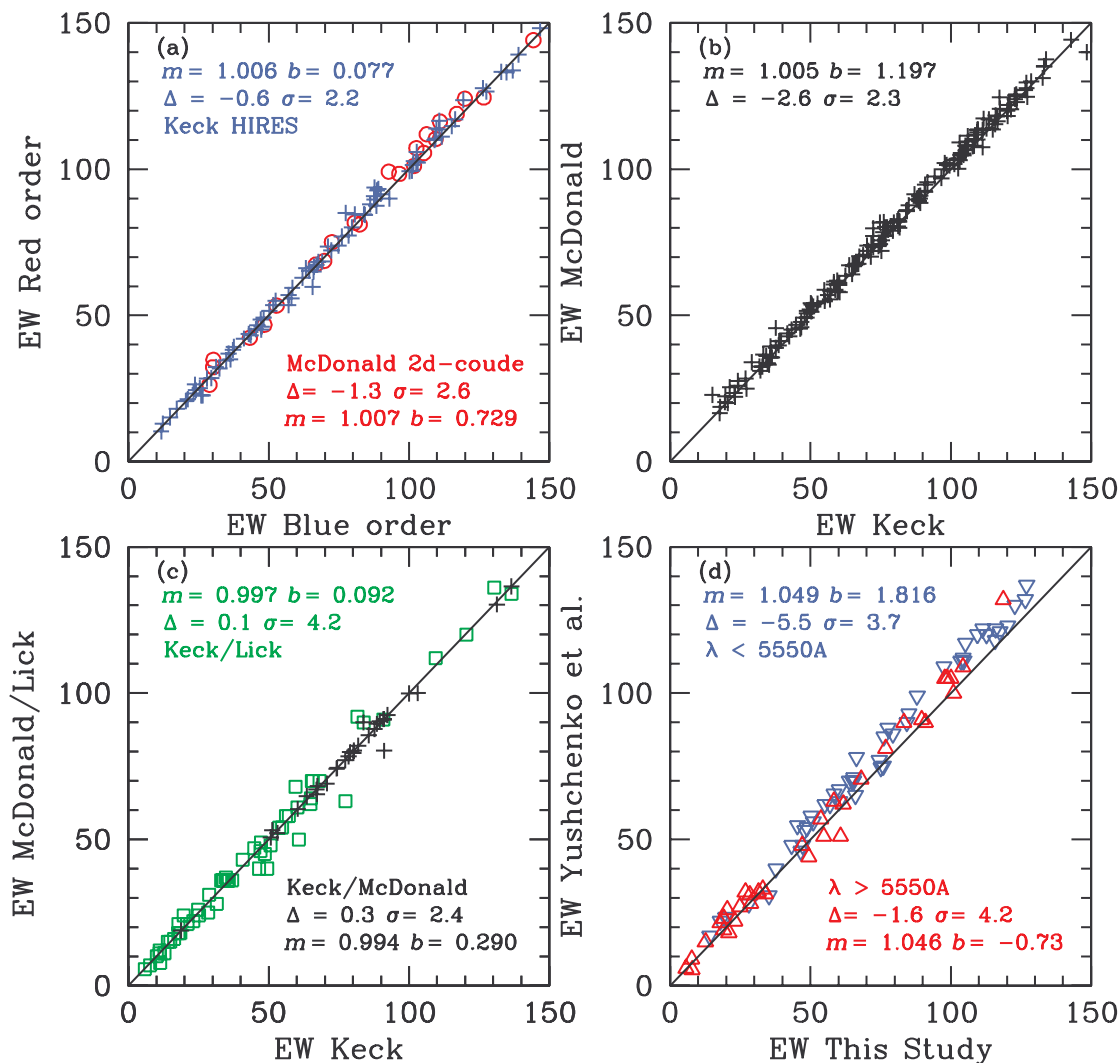 (a)
m= 1.006 b= 0.077
Δ = −0.6 σ= 2.2
Keck HIRES
McDonald 2d-coude
Δ= −1.3 σ= 2.6
m= 1.007 b= 0.729
150
100
50
0
0 50 100 150
EW Red order
EW Blue order
(b)
m= 1.005 b= 1.197
Δ = −2.6 σ= 2.3
150
100
50
0
0 50 100 150
EW McDonald
EW Keck
(c)
m= 0.997 b= 0.092
Δ = 0.1 σ= 4.2
Keck/Lick
Keck/McDonald
Δ = 0.3 σ= 2.4
m= 0.994 b= 0.290
150
100
50
0
0 50 100 150
EW McDonald/Lick
EW Keck
(d)
m= 1.049 b= 1.816
Δ = −5.5 σ= 3.7
λ < 5550A
λ > 5550A
Δ= −1.6 σ= 4.2
m= 1.046 b= −0.73
150
100
50
0
0 50 100 150
EW Yushchenko et al.
EW This Study